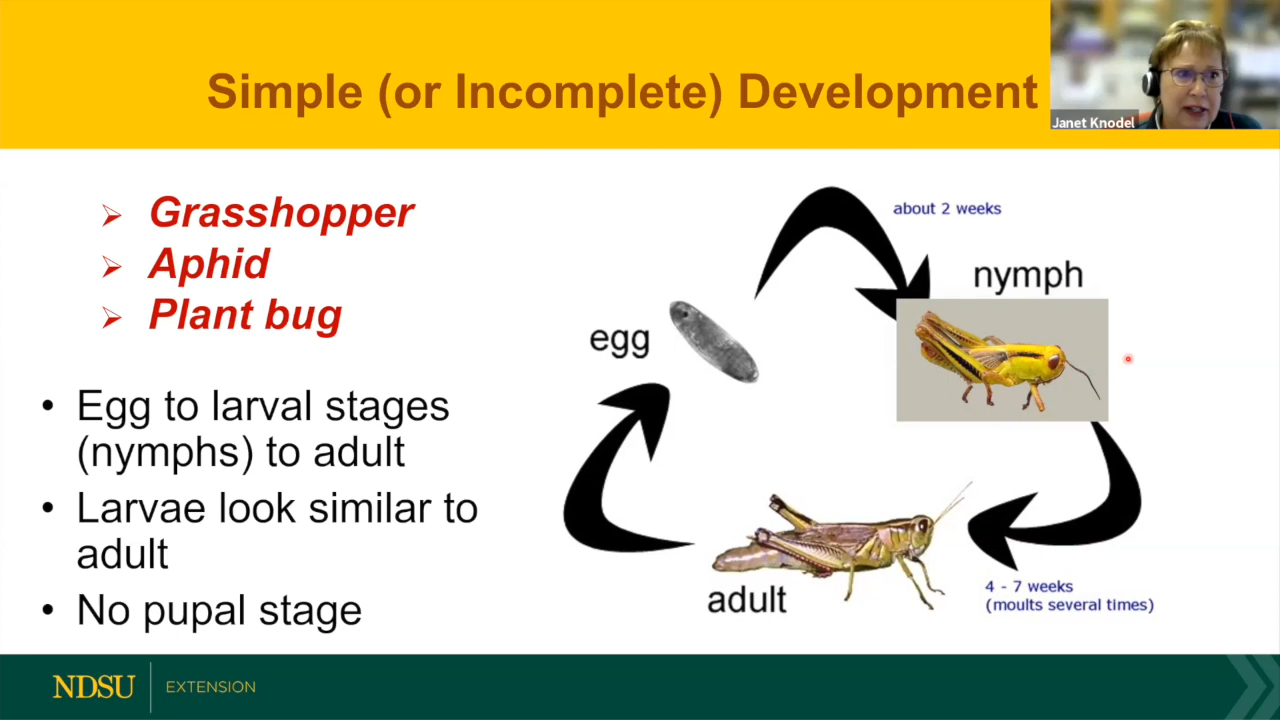 Simple (or Incomplete) Development
Janet Knodel
Grasshopper
Aphid
Plant bug
Egg to larval stages
(nymphs) to adult
Larvae look similar to
adult
No pupal stage
about 2 weeks
nymph
egg
adult
4 - 7 weeks
(moults several times)
NDSU
EXTENSION